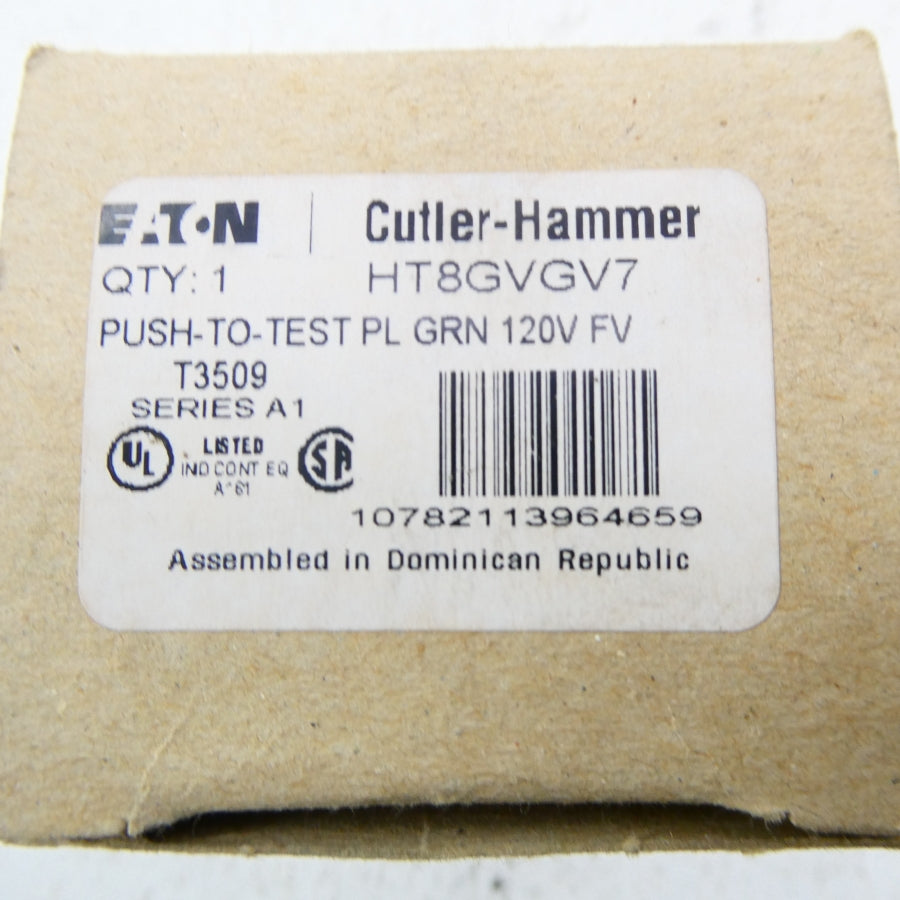 EATON | Cutler-Hammer
QTY: 1 HT8GVGV7
PUSH-TO-TEST PL GRN 120V FV
T3509
SERIES A1
UL LISTED
IND CONT EQ
A*61
SA
10782113964659
Assembled in Dominican Republic